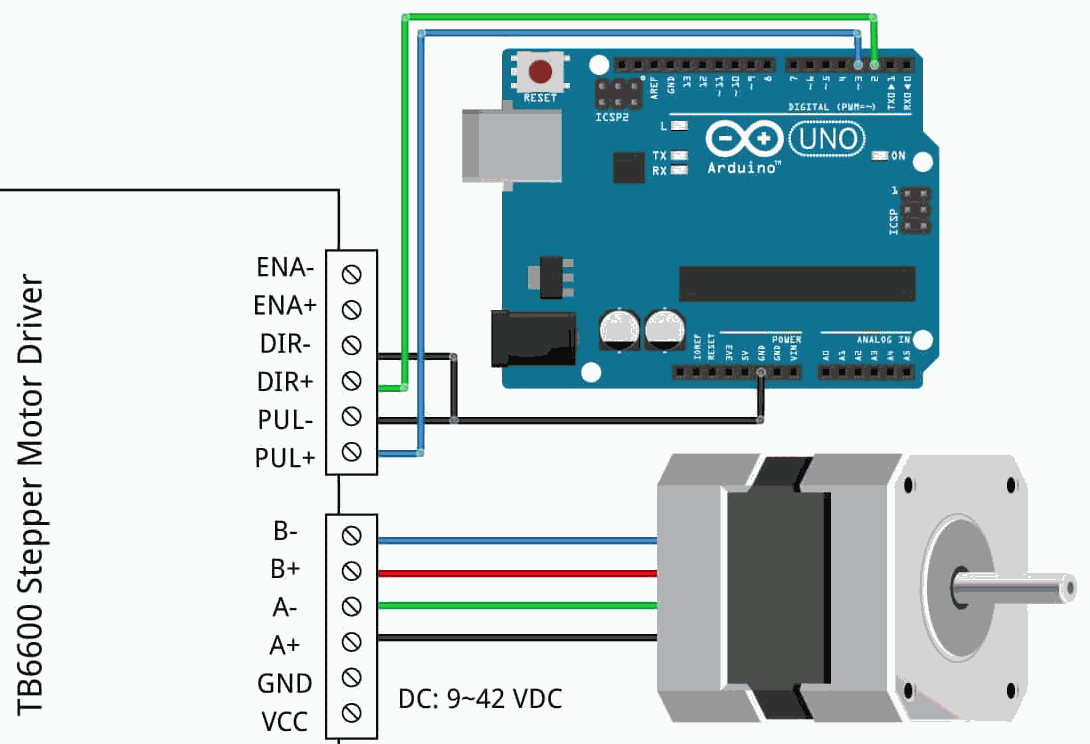 RESET
ICSP2
AREF
GND
13
12
~11
~10
~9
8
7
~6
~5
4
~3
2
TX0▶1
RX0◀0
DIGITAL (PWM=~)
L
TX
RX
Arduino™
UNO
ON
1
ICSP
IOREF
RESET
3V3
5V
GND
GND
VIN
POWER
ANALOG IN
A0
A1
A2
A3
A4
A5
TB6600 Stepper Motor Driver
ENA-
ENA+
DIR-
DIR+
PUL-
PUL+
B-
B+
A-
A+
GND
VCC
DC: 9~42 VDC